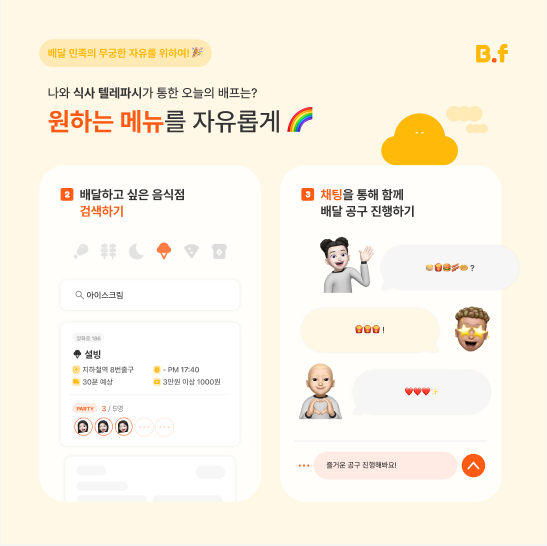 배달 민족의 무궁한 자유를 위하여! 🎉
B.f
나와 식사 텔레파시가 통한 오늘의 배프는?
원하는 메뉴를 자유롭게 🌈
2 배달하고 싶은 음식점
검색하기
아이스크림
설빙
지하철역 8번출구
- PM 17:40
30분 예상
3만원 이상 1000원
PARTY 3 / 5명
3 채팅을 통해 함께
배달 공구 진행하기
?
!
즐거운 공구 진행해봐요!